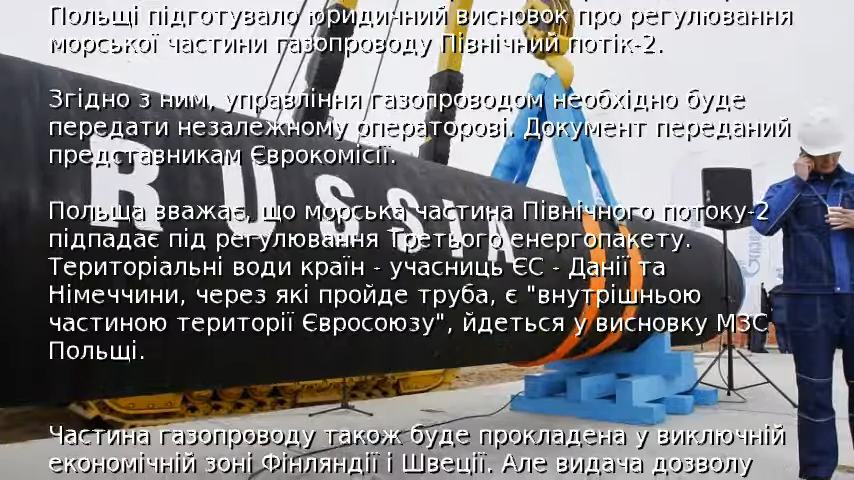 Польщі підготувало юридичний висновок про регулювання
морської частини газопроводу Північний потік-2.
Згідно з ним, управління газопроводом необхідно буде
передати незалежному операторові. Документ переданий
представникам Єврокомісії.
RUSSIA
Польща вважає, що морська частина Північного потоку-2
підпадає під регулювання Третього енергопакету.
Територіальні води країн - учасниць ЄС - Данії та
Німеччини, через які пройде труба, є "внутрішньою
частиною території Євросоюзу", йдеться у висновку МЗС
Польщі.
Частина газопроводу також буде прокладена у виключній
економічній зоні Фінляндії і Швеції. Але видача дозволу